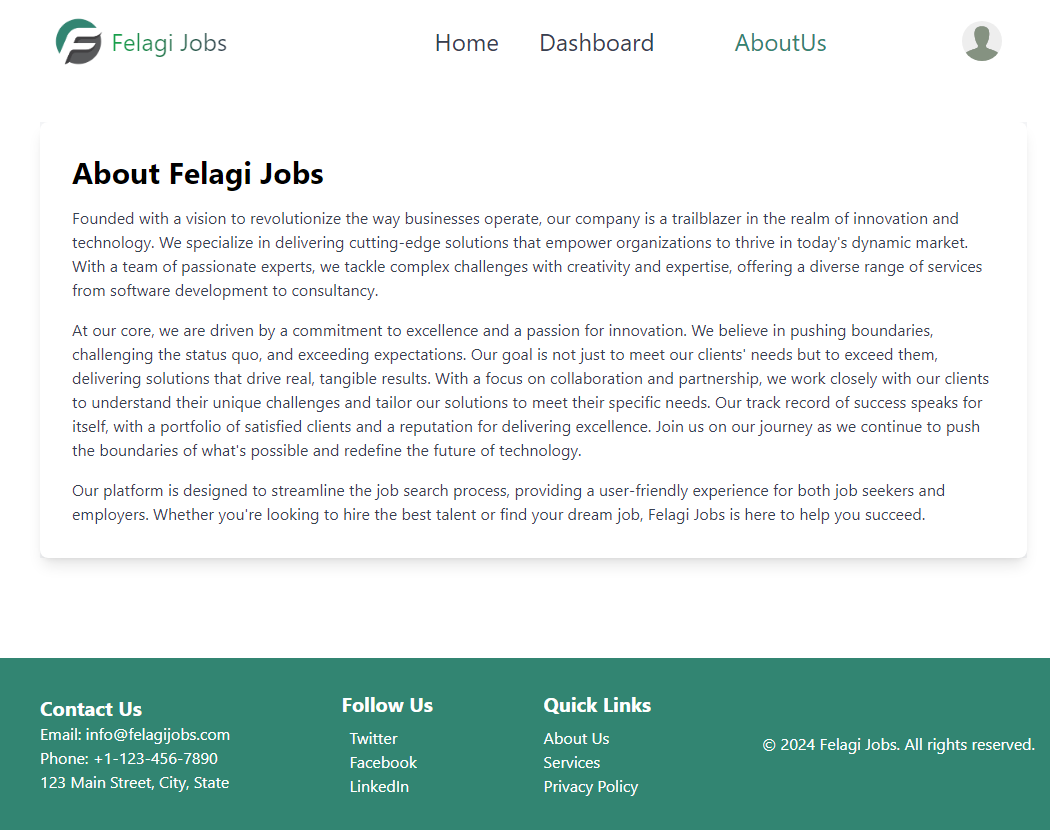 Felagi Jobs
Home
Dashboard
AboutUs
About Felagi Jobs
Founded with a vision to revolutionize the way businesses operate, our company is a trailblazer in the realm of innovation and
technology. We specialize in delivering cutting-edge solutions that empower organizations to thrive in today's dynamic market.
With a team of passionate experts, we tackle complex challenges with creativity and expertise, offering a diverse range of services
from software development to consultancy.
At our core, we are driven by a commitment to excellence and a passion for innovation. We believe in pushing boundaries,
challenging the status quo, and exceeding expectations. Our goal is not just to meet our clients' needs but to exceed them,
delivering solutions that drive real, tangible results. With a focus on collaboration and partnership, we work closely with our clients
to understand their unique challenges and tailor our solutions to meet their specific needs. Our track record of success speaks for
itself, with a portfolio of satisfied clients and a reputation for delivering excellence. Join us on our journey as we continue to push
the boundaries of what's possible and redefine the future of technology.
Our platform is designed to streamline the job search process, providing a user-friendly experience for both job seekers and
employers. Whether you're looking to hire the best talent or find your dream job, Felagi Jobs is here to help you succeed.
Contact Us
Email: info@felagijobs.com
Phone: +1-123-456-7890
123 Main Street, City, State
Follow Us
Twitter
Facebook
LinkedIn
Quick Links
About Us
Services
Privacy Policy
© 2024 Felagi Jobs. All rights reserved.